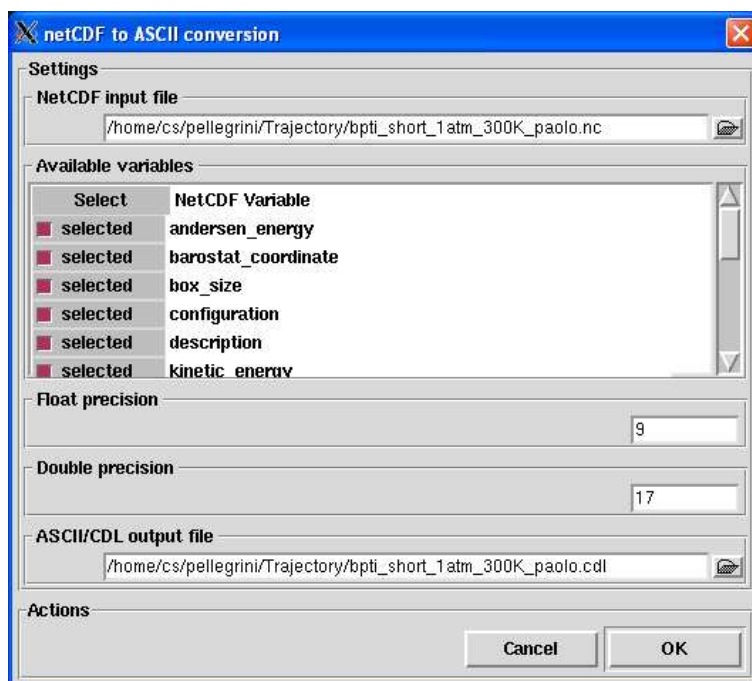 netCDF to ASCII conversion
Settings
NetCDF input file
/home/cs/pellegrini/Trajectory/bpti_short_1atm_300K_paolo.nc
Available variables
Select NetCDF Variable
selected andersen_energy
selected barostat_coordinate
selected box_size
selected configuration
selected description
selected kinetic_energy
Float precision
9
Double precision
17
ASCII/CDL output file
/home/cs/pellegrini/Trajectory/bpti_short_1atm_300K_paolo.cdl
Actions
Cancel OK